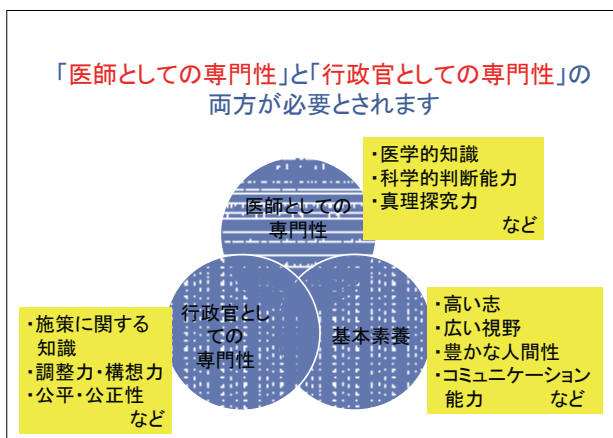 「医師としての専門性」と「行政官としての専門性」の
両方が必要とされます
・医学的知識
・科学的判断能力
・真理探究力
など
医師としての
専門性
行政官とし
ての
専門性
基本素養
・施策に関する
知識
・調整力・構想力
・公平・公正性
など
・高い志
・広い視野
・豊かな人間性
・コミュニケーション
能力 など